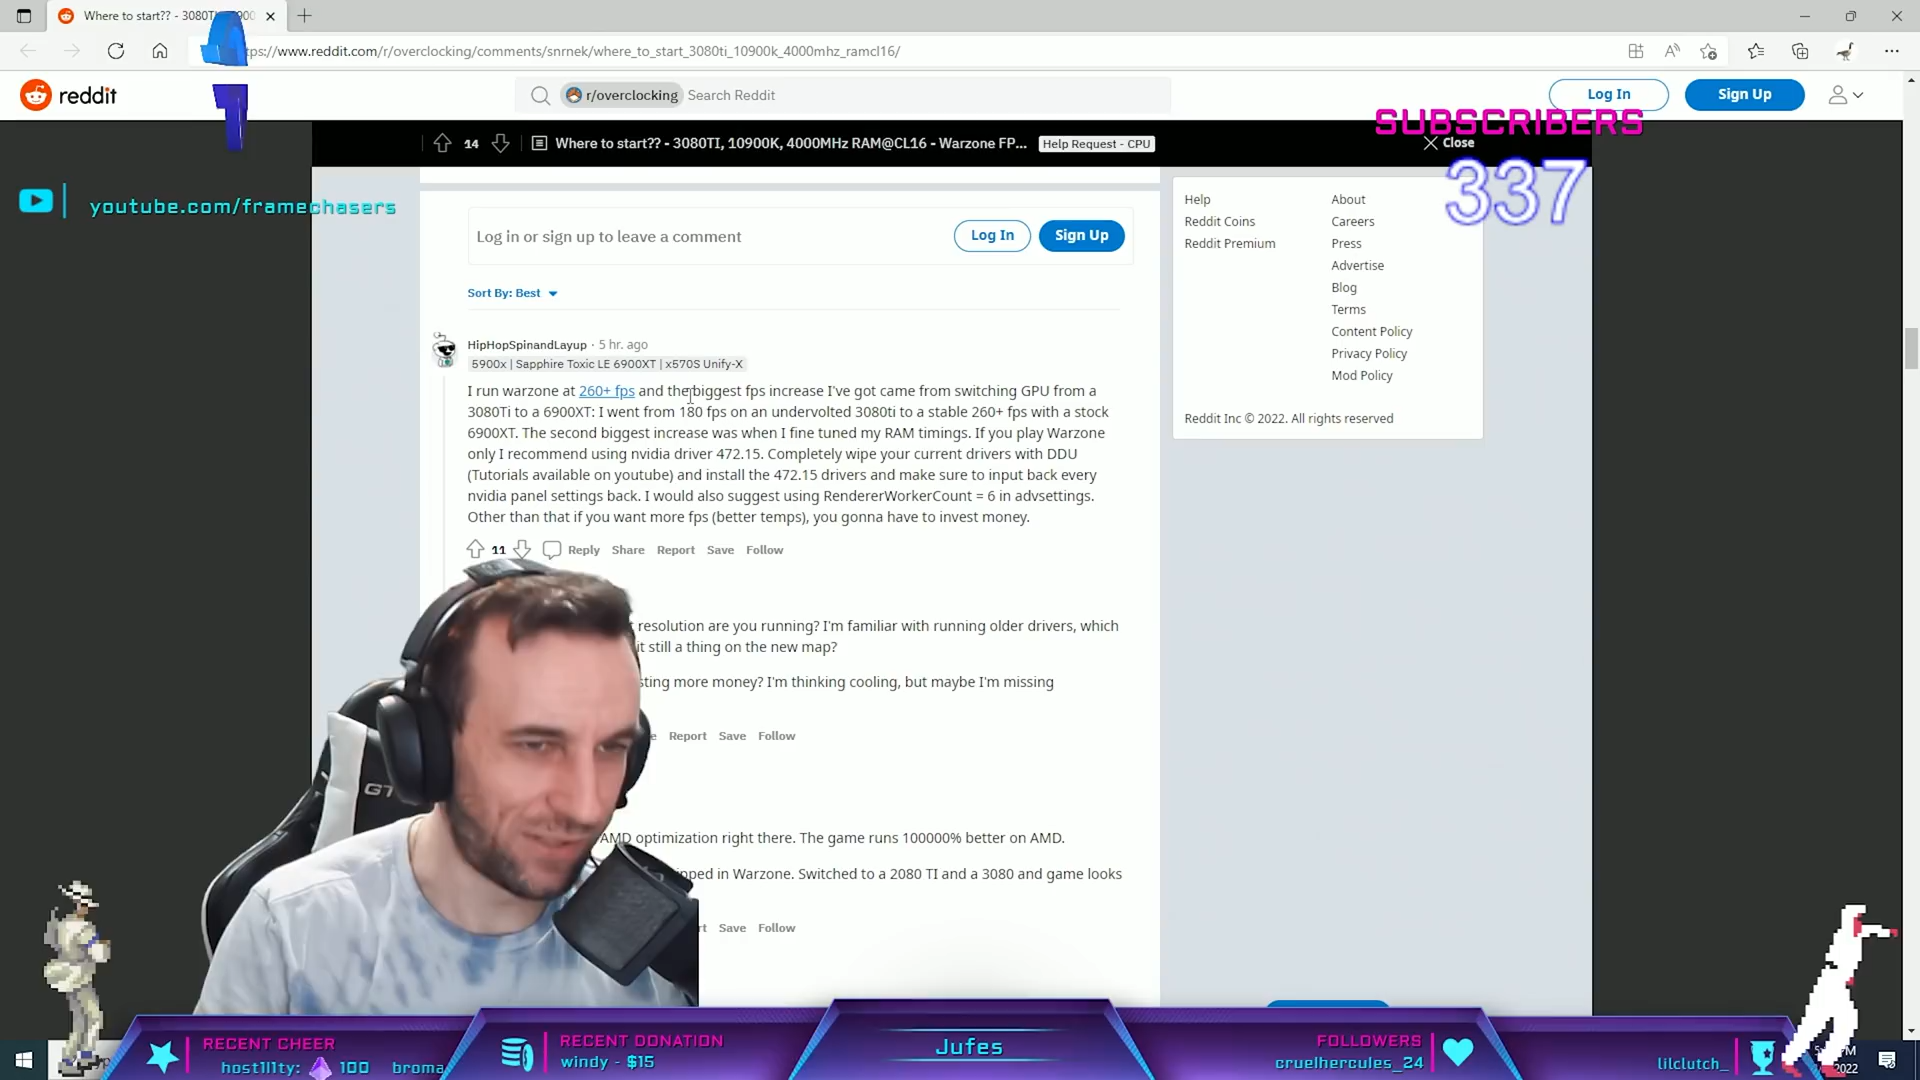 Where to start?? - 3080TI
https://www.reddit.com/r/overclocking/comments/snrnek/where_to_start_3080ti_10900k_4000mhz_ramcl16/
reddit
r/overclocking Search Reddit
Log In
Sign Up
SUBSCRIBERS
337
14
Where to start?? - 3080TI, 10900K, 4000MHz RAM@CL16 - Warzone FP...
Help Request - CPU
Close
youtube.com/framechasers
Log in or sign up to leave a comment
Log In
Sign Up
Help
Reddit Coins
Reddit Premium
About
Careers
Press
Advertise
Blog
Terms
Content Policy
Privacy Policy
Mod Policy
Reddit Inc © 2022. All rights reserved
Sort By: Best
HipHopSpinandLayup · 5 hr. ago
5900x | Sapphire Toxic LE 6900XT | x570S Unify-X
I run warzone at 260+ fps and the biggest fps increase I've got came from switching GPU from a
3080Ti to a 6900XT: I went from 180 fps on an undervolted 3080ti to a stable 260+ fps with a stock
6900XT. The second biggest increase was when I fine tuned my RAM timings. If you play Warzone
only I recommend using nvidia driver 472.15. Completely wipe your current drivers with DDU
(Tutorials available on youtube) and install the 472.15 drivers and make sure to input back every
nvidia panel settings back. I would also suggest using RendererWorkerCount = 6 in advsettings.
Other than that if you want more fps (better temps), you gonna have to invest money.
11 Reply Share Report Save Follow
resolution are you running? I'm familiar with running older drivers, which
it still a thing on the new map?
more money? I'm thinking cooling, but maybe I'm missing
Report Save Follow
AMD optimization right there. The game runs 100000% better on AMD.
in Warzone. Switched to a 2080 TI and a 3080 and game looks
Save Follow
GT
RECENT CHEER
host1l1ty: 100 broma
RECENT DONATION
windy - $15
Jufes
FOLLOWERS
cruelhercules_24
lilclutch_